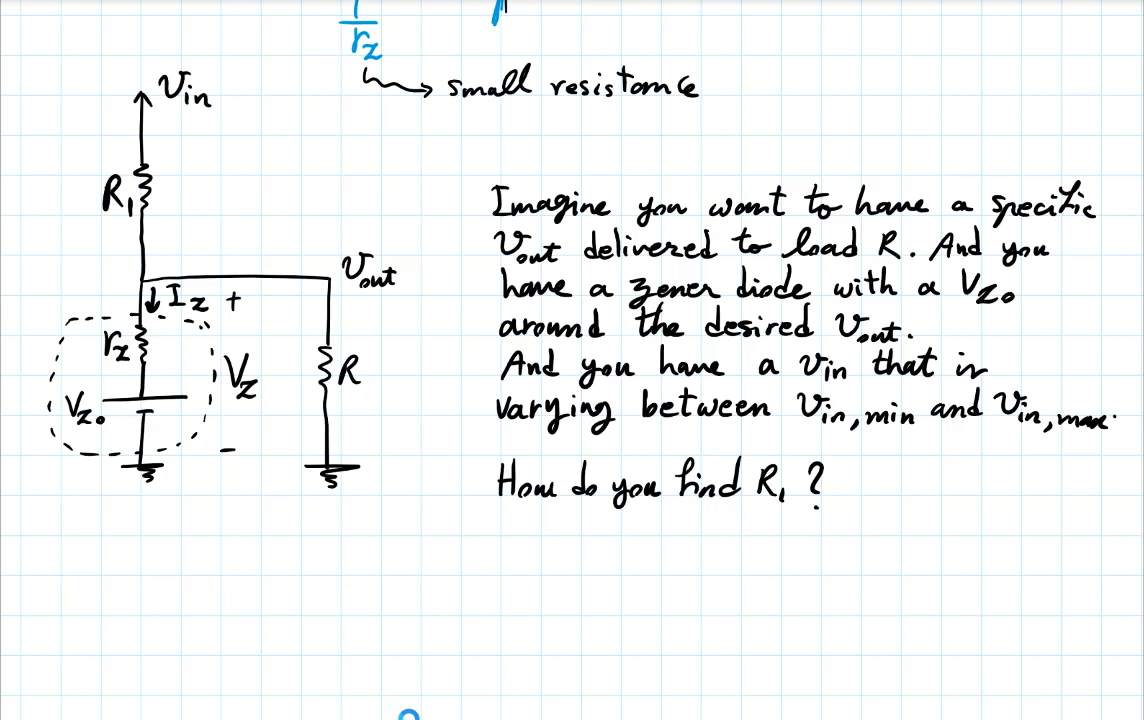 1
r_z
small resistance
V_in
R_1
Imagine you want to have a specific
V_out delivered to load R. And you
have a zener diode with a V_Z0
around the desired V_out.
And you have a V_in that is
varying between V_in,min and V_in,max.
How do you find R_1 ?
V_out
I_Z +
r_z
V_Z
R
V_Z0
-